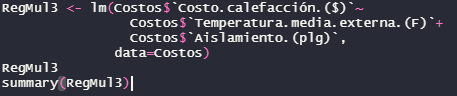 RegMul3 <- lm(Costos$`Costo.calefacción.($)`~
Costos$`Temperatura.media.externa.(F)`+
Costos$`Aislamiento.(plg)`,
data=Costos)
RegMul3
summary(RegMul3)